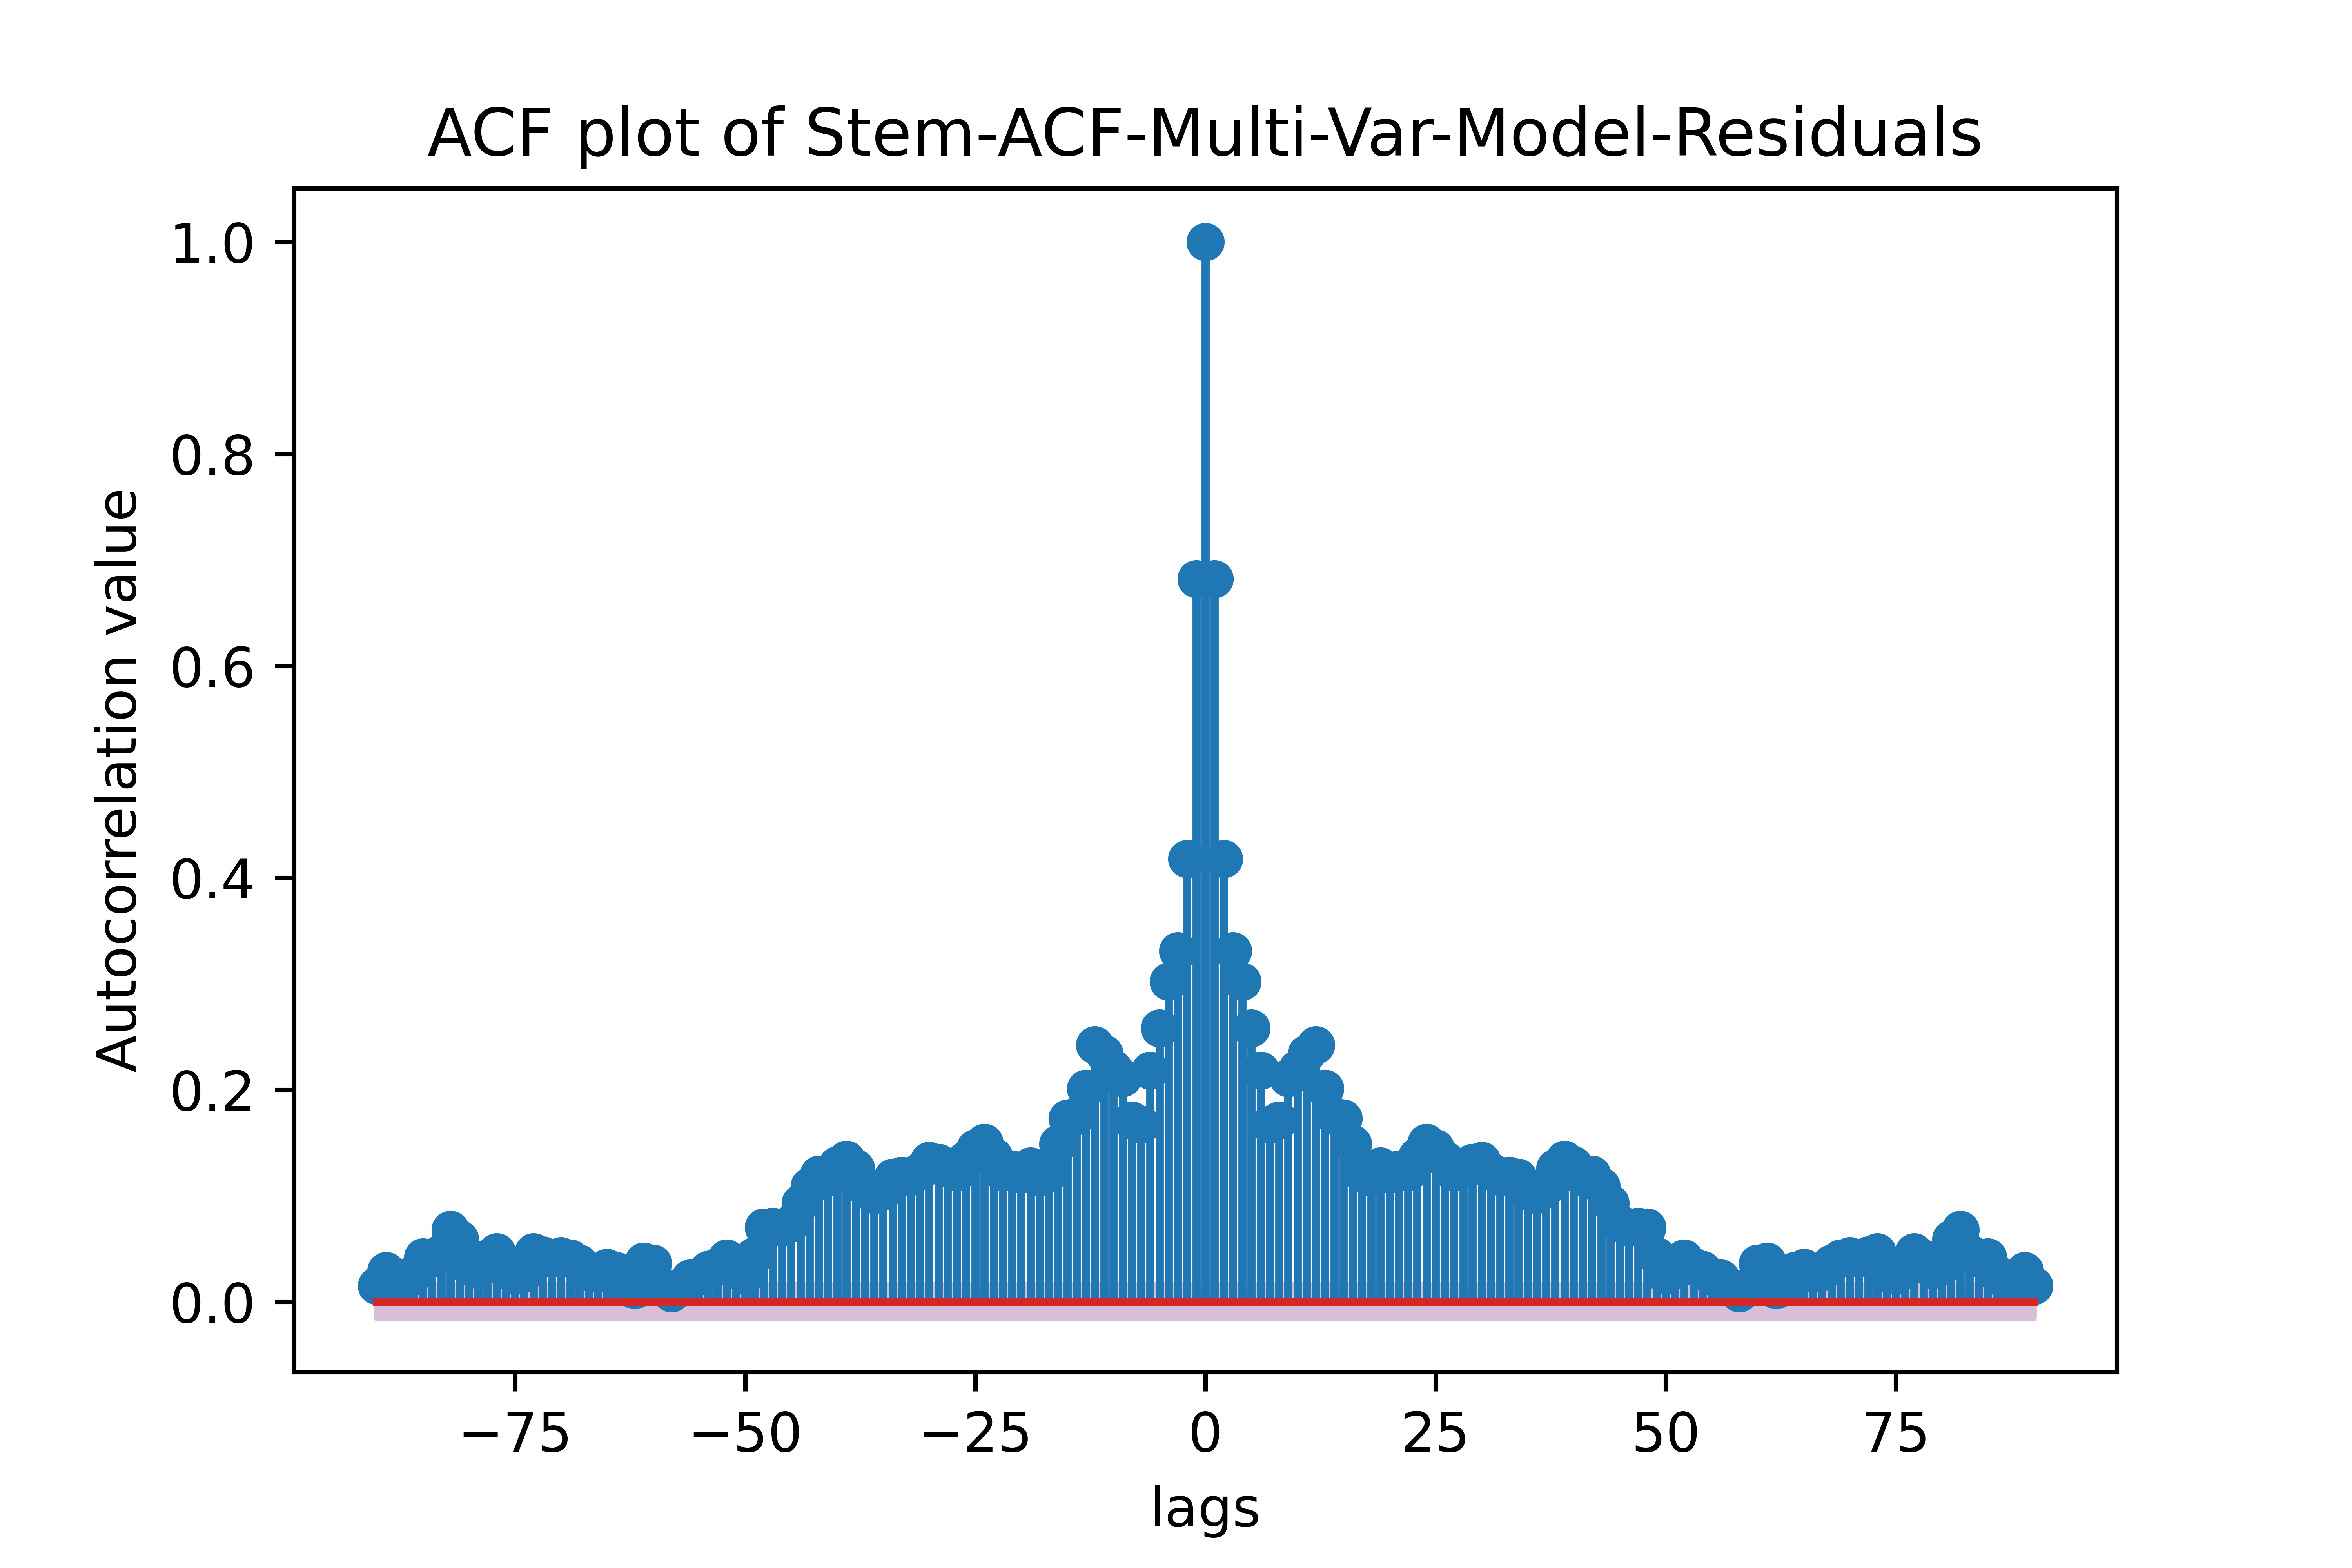 ACF plot of Stem-ACF-Multi-Var-Model-Residuals
1.0
0.8
0.6
0.4
0.2
0.0
Autocorrelation value
−75 −50 −25 0 25 50 75
lags